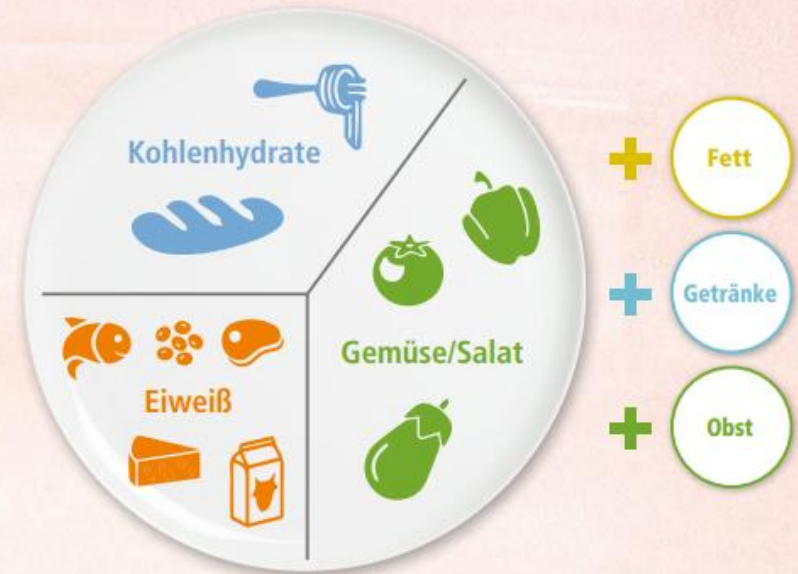 Kohlenhydrate
Eiweiß
Gemüse/Salat
+ Fett
+ Getränke
+ Obst